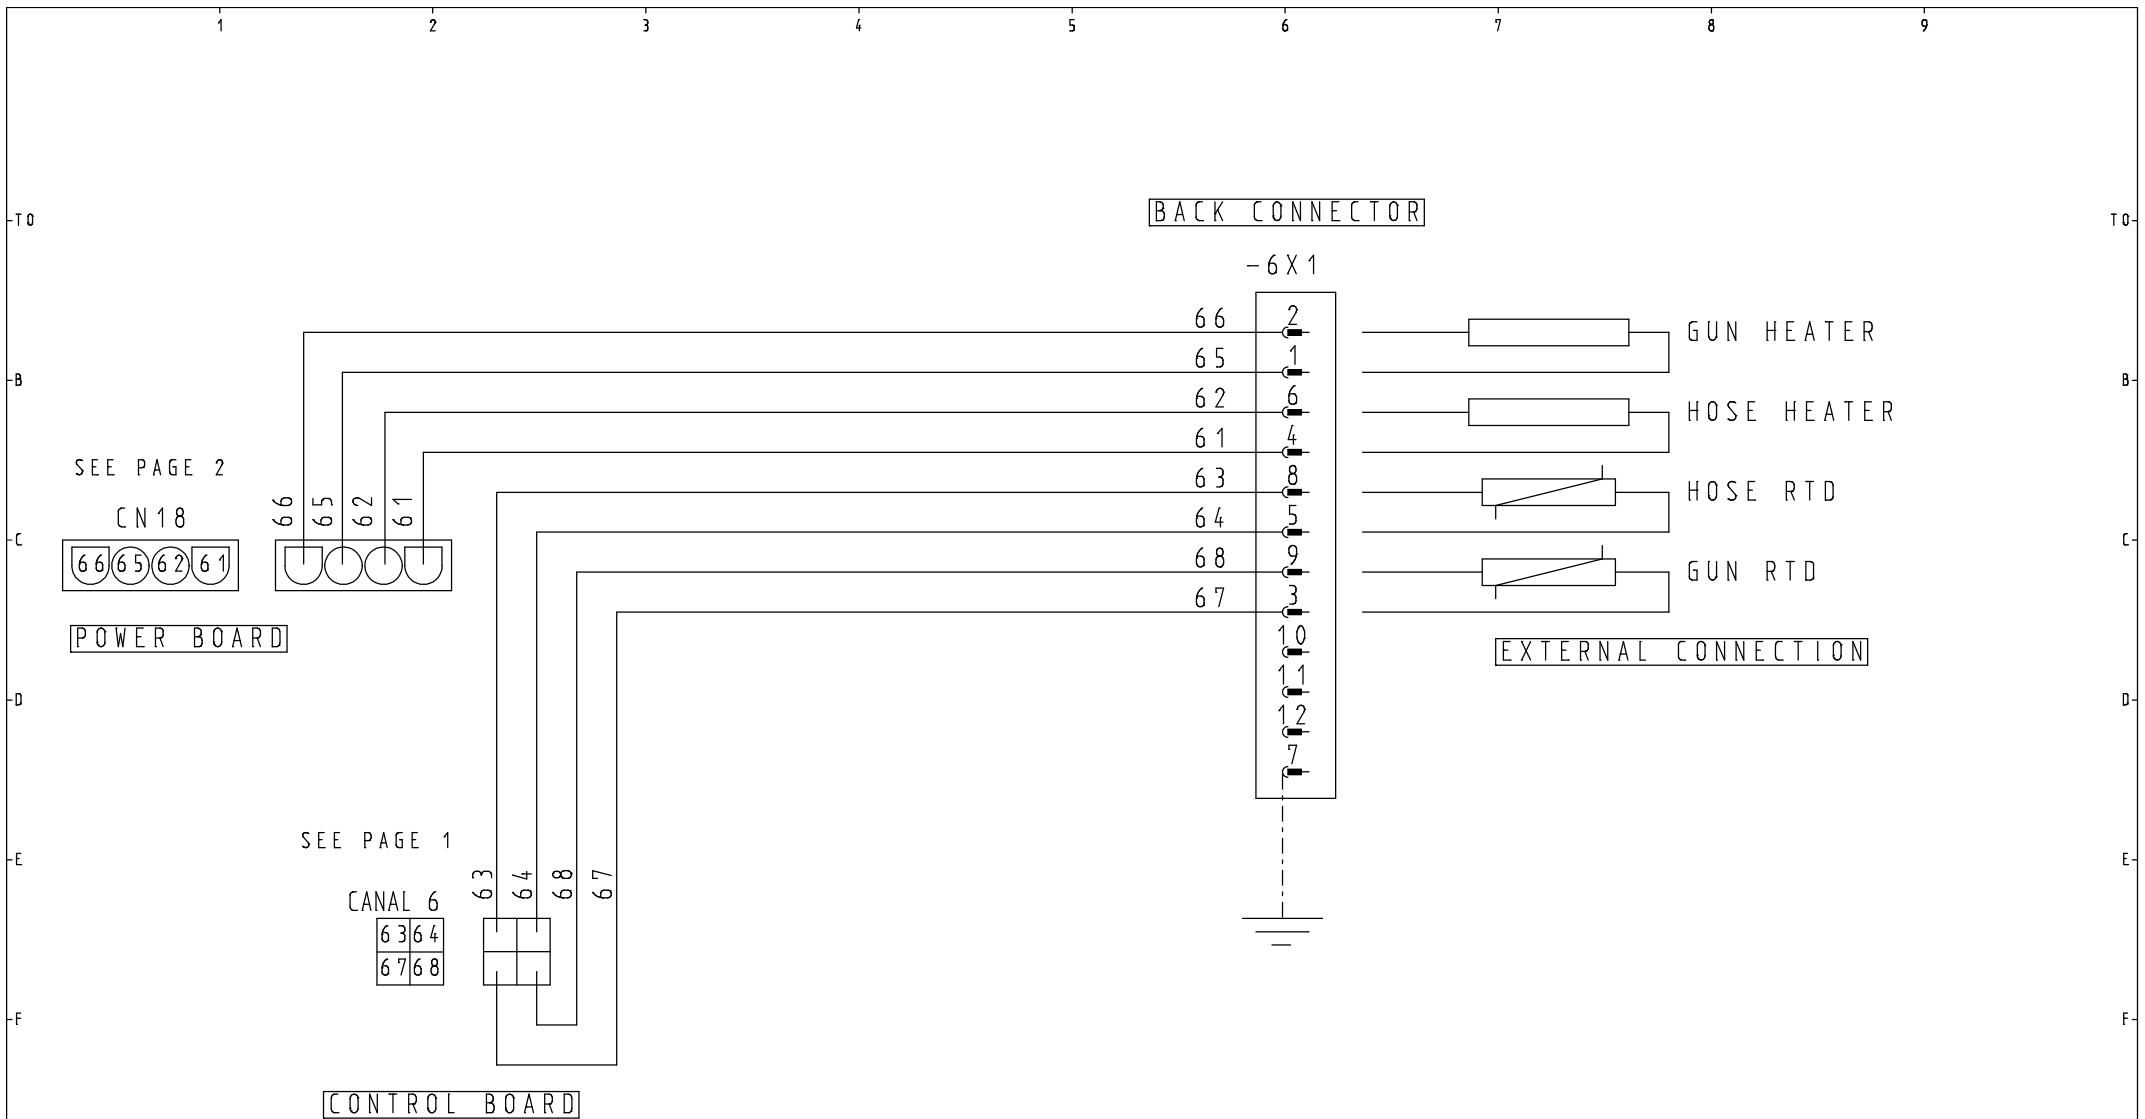 1 2 3 4 5 6 7 8 9
T0 T0
BACK CONNECTOR
-6X1
66 2 GUN HEATER
65 1
B B
62 6 HOSE HEATER
61 4
SEE PAGE 2
63 8 HOSE RTD
66 65 62 61
CN18
64 5
C C
66 65 62 61
68 9 GUN RTD
67 3
POWER BOARD
10
EXTERNAL CONNECTION
11
D D
12
7
SEE PAGE 1
E E
63 64 68 67
CANAL 6
63 64
67 68
F F
CONTROL BOARD